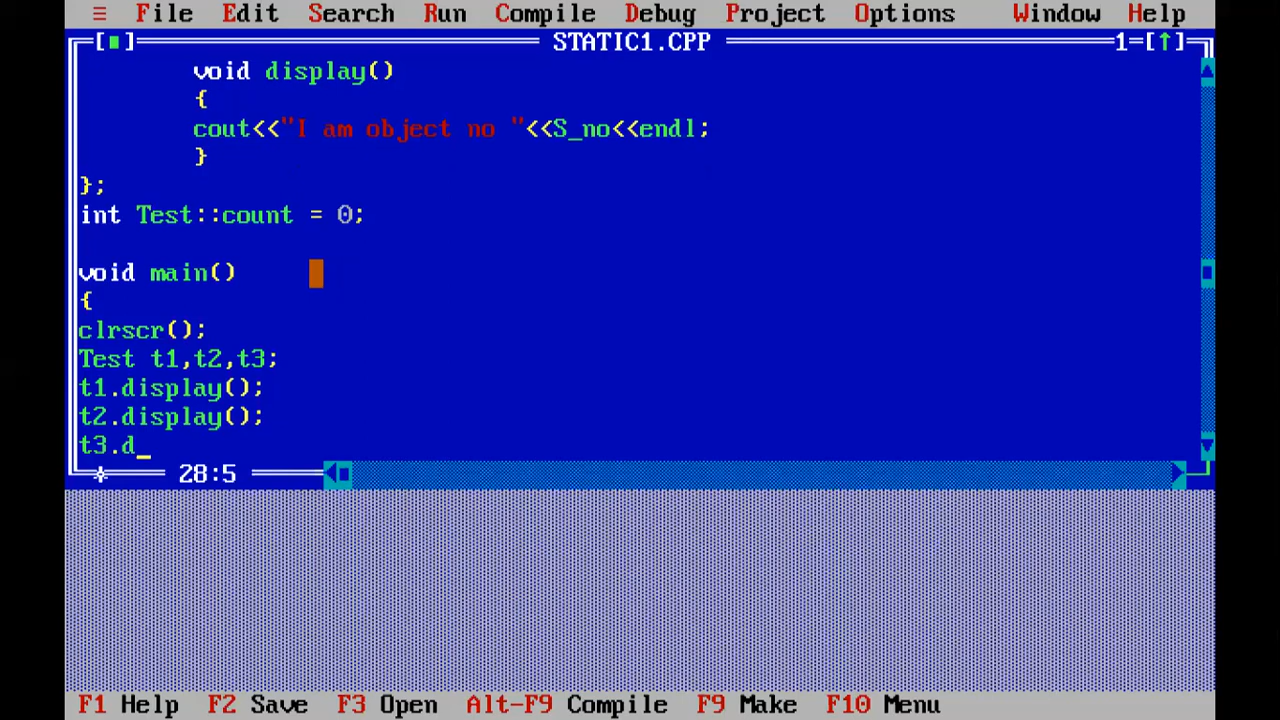 ≡ File Edit Search Run Compile Debug Project Options Window Help
[■] STATIC1.CPP 1=[↑]
void display()
{
cout<<"I am object no "<<S_no<<endl;
}
};
int Test::count = 0;
void main()
{
clrscr();
Test t1,t2,t3;
t1.display();
t2.display();
t3.d_
28:5
F1 Help F2 Save F3 Open Alt-F9 Compile F9 Make F10 Menu